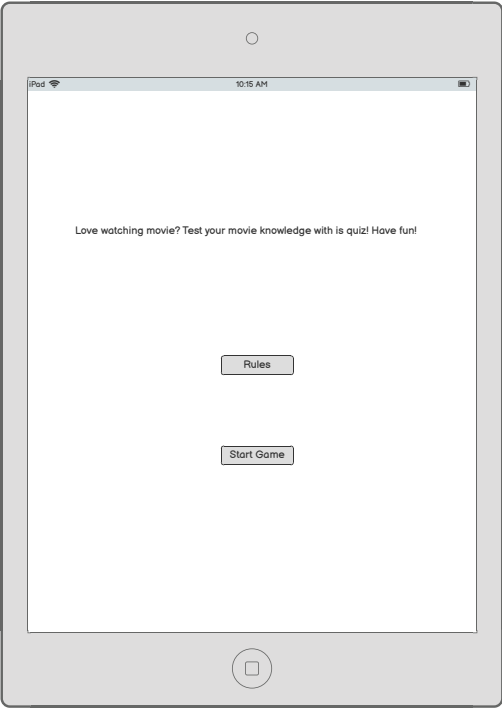 iPad
10:15 AM
Love watching movie? Test your movie knowledge with is quiz! Have fun!
Rules
Start Game